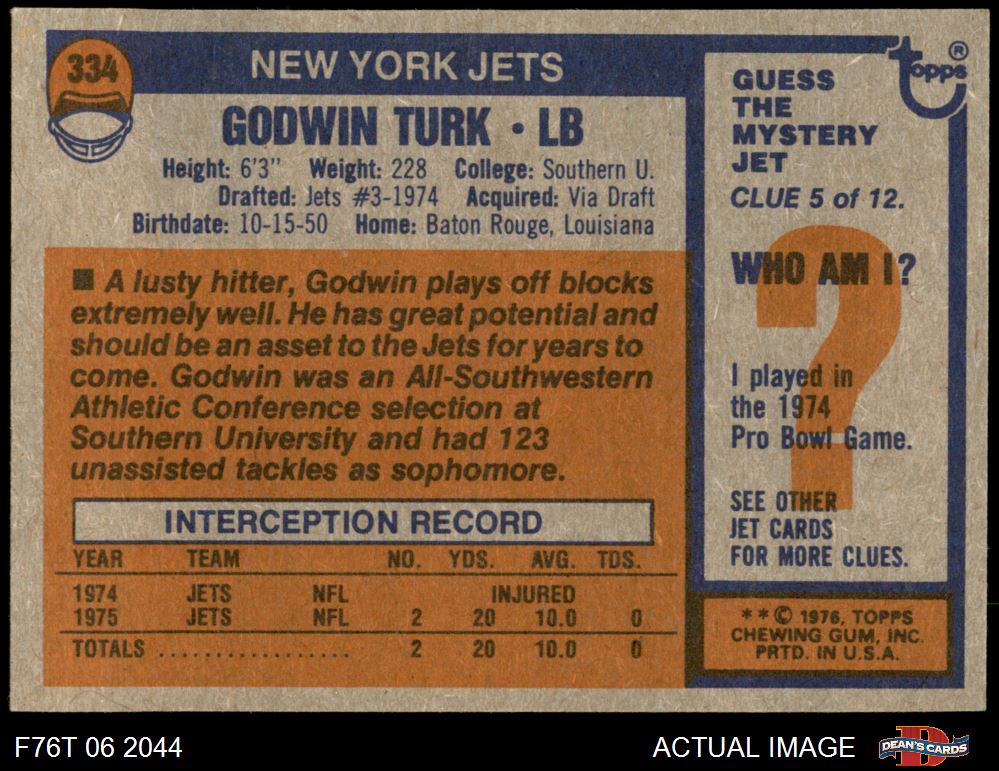 334
NEW YORK JETS
GODWIN TURK • LB
Height: 6'3" Weight: 228 College: Southern U.
Drafted: Jets #3-1974 Acquired: Via Draft
Birthdate: 10-15-50 Home: Baton Rouge, Louisiana
■ A lusty hitter, Godwin plays off blocks
extremely well. He has great potential and
should be an asset to the Jets for years to
come. Godwin was an All-Southwestern
Athletic Conference selection at
Southern University and had 123
unassisted tackles as sophomore.
INTERCEPTION RECORD
YEAR TEAM NO. YDS. AVG. TDS.
1974 JETS NFL INJURED
1975 JETS NFL 2 20 10.0 0
TOTALS .................. 2 20 10.0 0
topps®
GUESS
THE
MYSTERY
JET
CLUE 5 of 12.
?
WHO AM I?
I played in
the 1974
Pro Bowl Game.
SEE OTHER
JET CARDS
FOR MORE CLUES.
**© 1976, TOPPS
CHEWING GUM, INC.
PRTD. IN U.S.A.
F76T 06 2044
ACTUAL IMAGE
D
DEAN'S CARDS